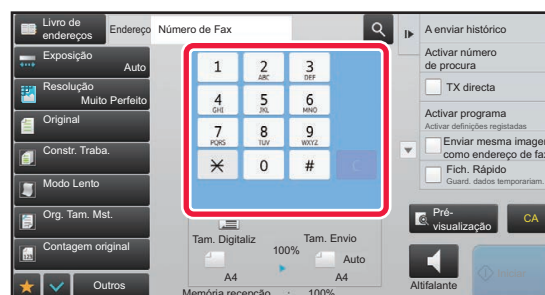 Livro de
endereços
Endereço
Número de Fax
Exposição
Auto
Resolução
Muito Perfeito
Original
Constr. Traba.
Modo Lento
Org. Tam. Mst.
Contagem original
Outros
1
2
ABC
3
DEF
4
GHI
5
JKL
6
MNO
7
PQRS
8
TUV
9
WXYZ
0
#
C
Tam. Digitaliz
100%
Tam. Envio
Auto
A4
A4
Memória recepção : 100%
A enviar histórico
Activar número
de procura
TX directa
Activar programa
Activar definições registadas
Enviar mesma imagem
como endereço de fax
Fich. Rápido
Guard. dados temporariam.
Pré-
visualização
CA
Altifalante
Iniciar